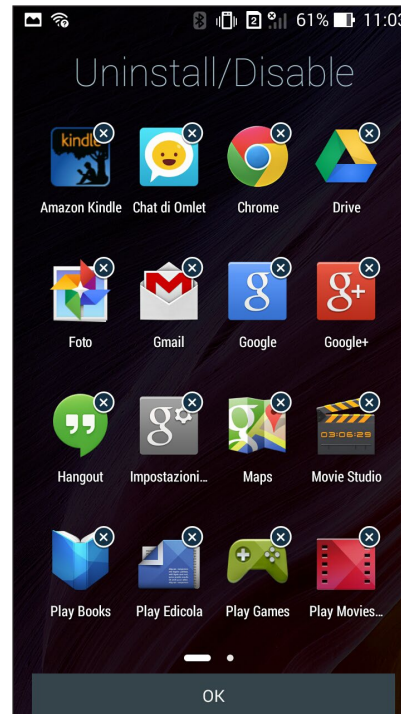 2 61% 11:03
Uninstall/Disable
kindle
Amazon Kindle Chat di Omlet Chrome Drive
g g+
Foto Gmail Google Google+
g
03:06:29
Hangout Impostazioni... Maps Movie Studio
Play Books Play Edicola Play Games Play Movies...
OK